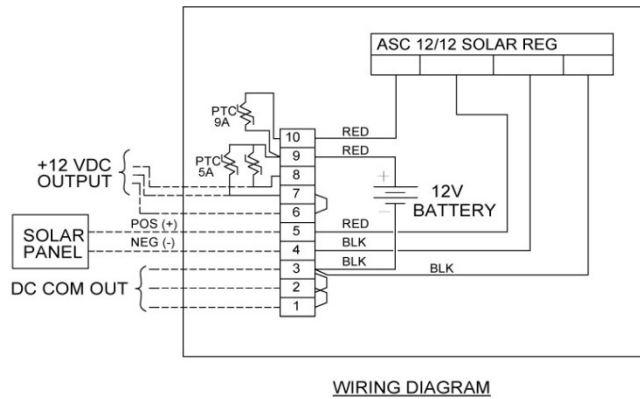 ASC 12/12 SOLAR REG
PTC
9A
10
RED
+12 VDC
OUTPUT
PTC
5A
9
RED
8
7
+
12V
BATTERY
-
6
SOLAR
PANEL
POS (+)
5
RED
NEG (-)
4
BLK
DC COM OUT
3
BLK
BLK
2
1
WIRING DIAGRAM